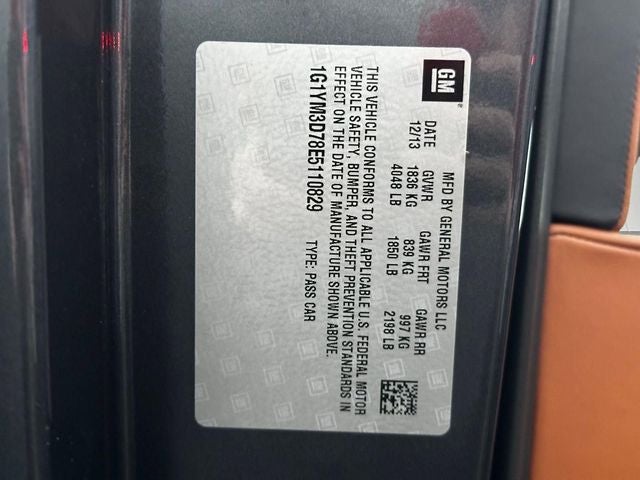 GM
MFD BY GENERAL MOTORS LLC
DATE GVWR GAWR FRT GAWR RR
12/13 1836 KG 839 KG 997 KG
4048 LB 1850 LB 2198 LB
THIS VEHICLE CONFORMS TO ALL APPLICABLE U.S. FEDERAL MOTOR
VEHICLE SAFETY, BUMPER, AND THEFT PREVENTION STANDARDS IN
EFFECT ON THE DATE OF MANUFACTURE SHOWN ABOVE.
1G1YM3D78E5110829 TYPE: PASS CAR